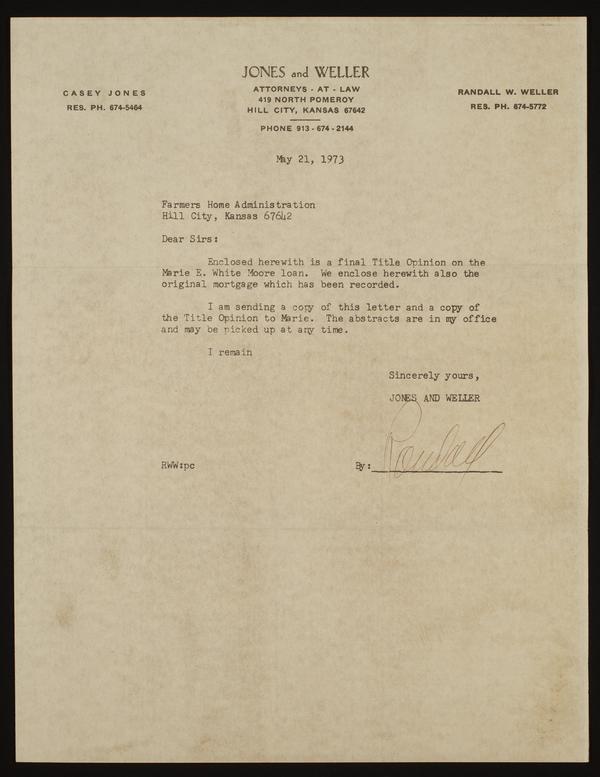 JONES and WELLER
ATTORNEYS - AT - LAW
419 NORTH POMEROY
HILL CITY, KANSAS 67642
PHONE 913 - 674 - 2144
CASEY JONES
RES. PH. 674-5464
RANDALL W. WELLER
RES. PH. 674-5772
May 21, 1973
Farmers Home Administration
Hill City, Kansas 67642
Dear Sirs:
Enclosed herewith is a final Title Opinion on the
Marie E. White Moore loan. We enclose herewith also the
original mortgage which has been recorded.
I am sending a copy of this letter and a copy of
the Title Opinion to Marie. The abstracts are in my office
and may be picked up at any time.
I remain
Sincerely yours,
JONES AND WELLER
RWW:pc
By: Randall